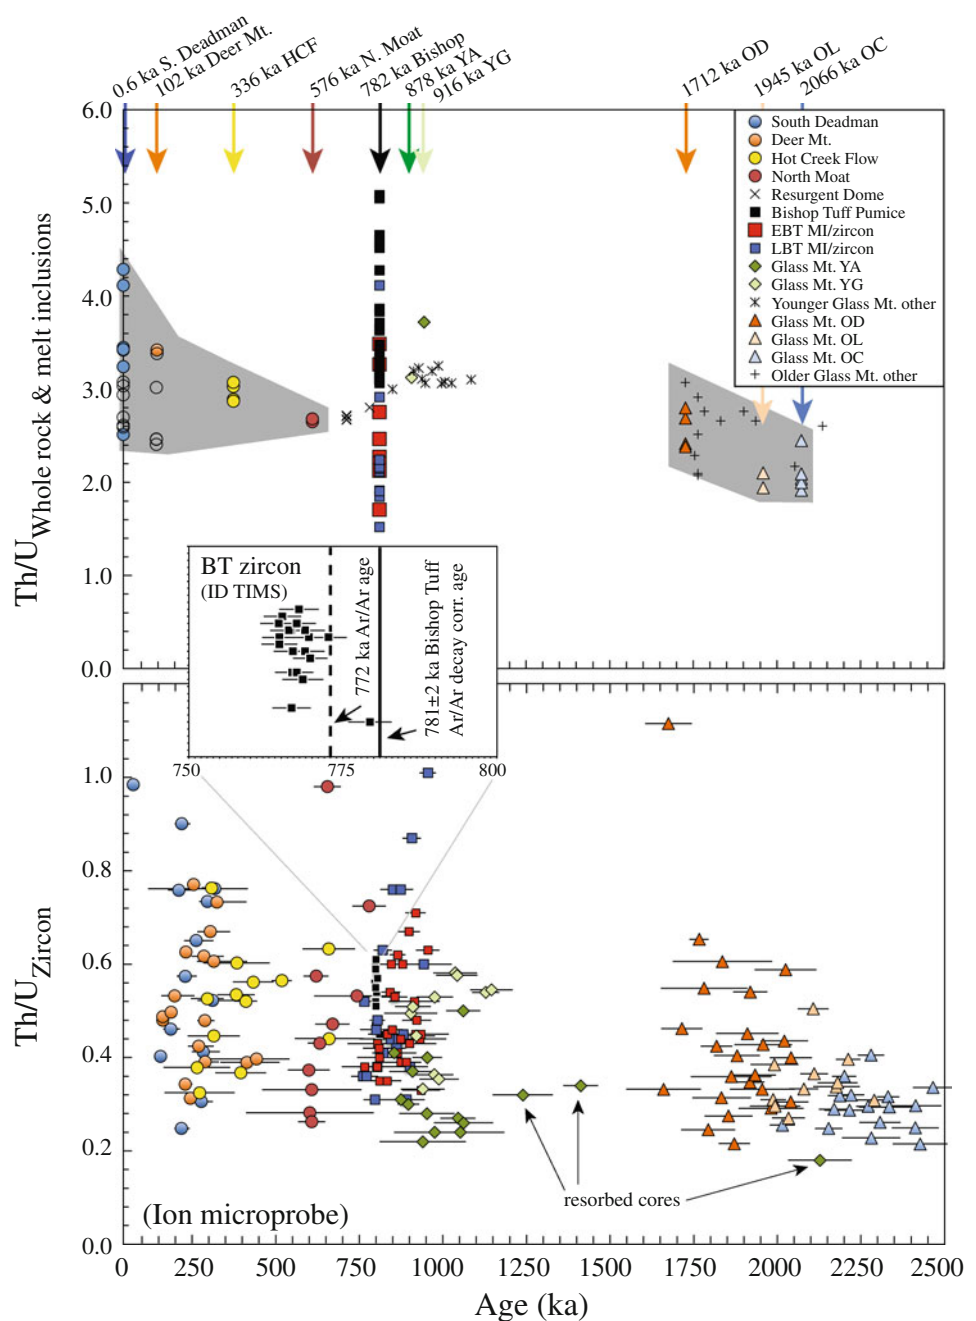 0.6 ka S. Deadman
102 ka Deer Mt.
336 ka HCF
576 ka N. Moat
782 ka Bishop
878 ka YA
916 ka YG
1712 ka OD
1945 ka OL
2066 ka OC
6.0
5.0
4.0
3.0
2.0
1.0
0.0
Th/U Whole rock & melt inclusions
South Deadman
Deer Mt.
Hot Creek Flow
North Moat
Resurgent Dome
Bishop Tuff Pumice
EBT MI/zircon
LBT MI/zircon
Glass Mt. YA
Glass Mt. YG
Younger Glass Mt. other
Glass Mt. OD
Glass Mt. OL
Glass Mt. OC
Older Glass Mt. other
BT zircon
(ID TIMS)
772 ka Ar/Ar age
781±2 ka Bishop Tuff
Ar/Ar decay corr. age
750
775
800
1.0
0.8
0.6
0.4
0.2
0.0
Th/U Zircon
resorbed cores
(Ion microprobe)
0
250
500
750
1000
1250
1500
1750
2000
2250
2500
Age (ka)